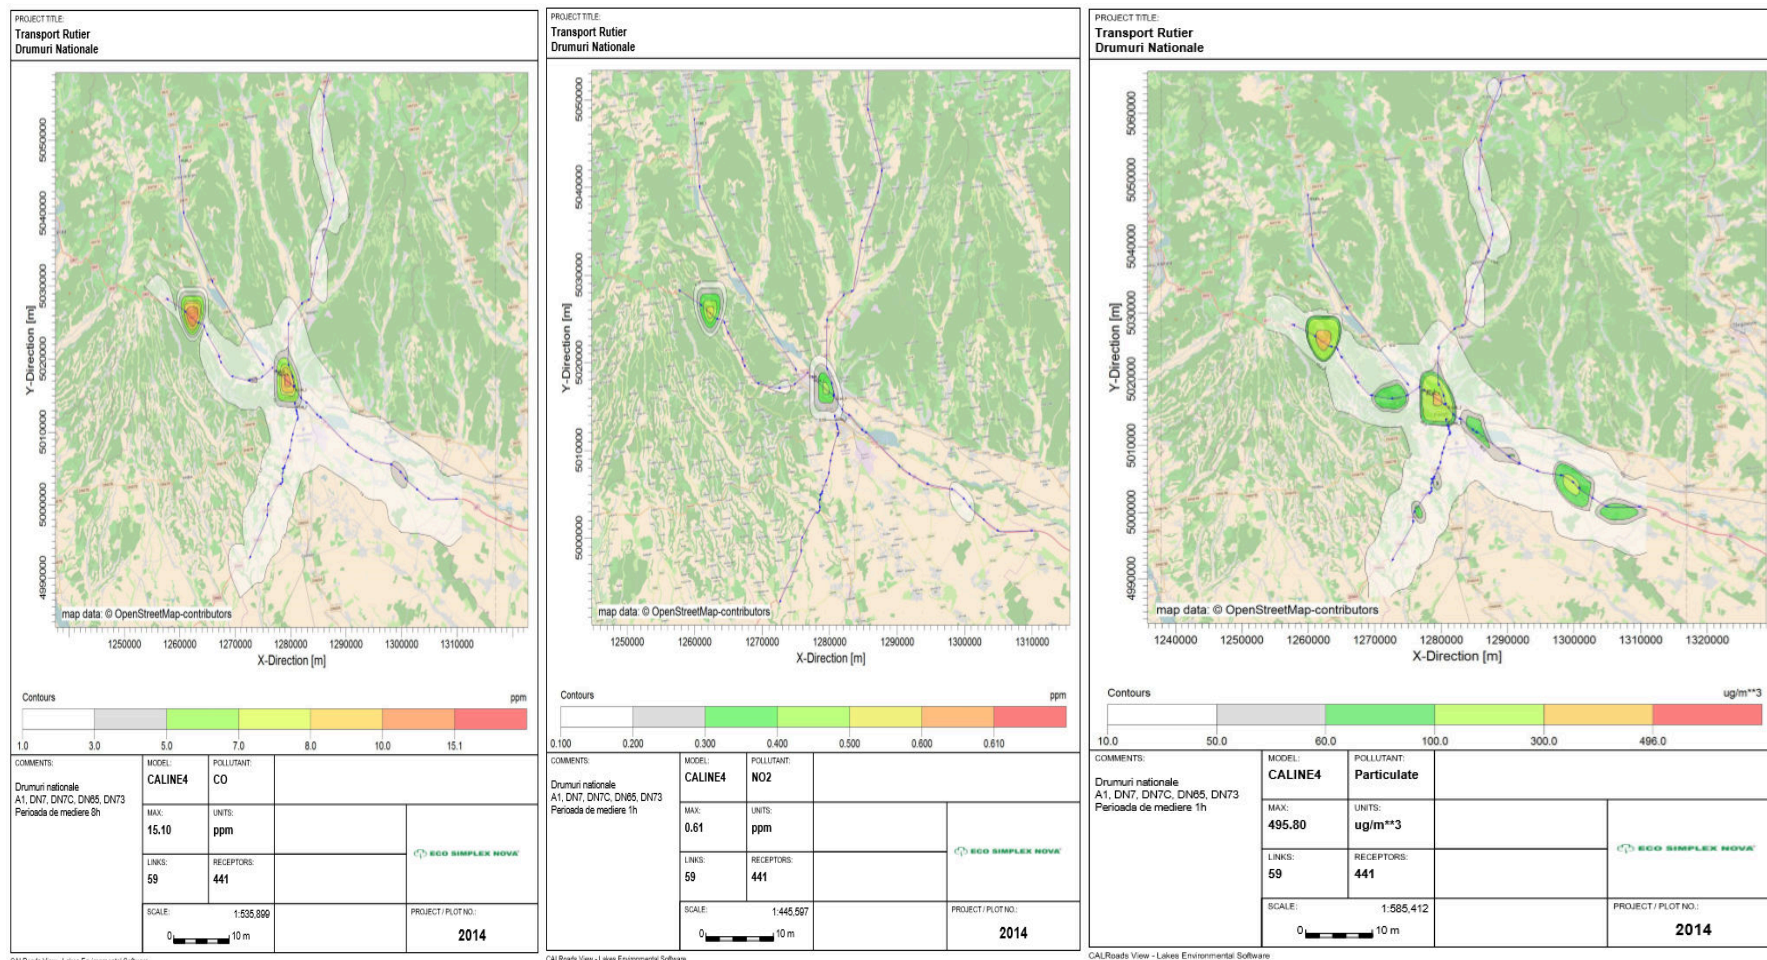 PROJECT TITLE:
Transport Rutier
Drumuri Nationale
Y-Direction [m]
5050000
5040000
5030000
5020000
5010000
5000000
4990000
map data: © OpenStreetMap-contributors
1250000 1260000 1270000 1280000 1290000 1300000 1310000
X-Direction [m]
Contours ppm
1.0 3.0 5.0 7.0 8.0 10.0 15.1
COMMENTS:
Drumuri nationale
A1, DN7, DN7C, DN65, DN73
Perioada de mediere 8h
MODEL:
CALINE4
POLLUTANT:
CO
MAX:
15.10
UNITS:
ppm
LINKS:
59
RECEPTORS:
441
ECO SIMPLEX NOVA
SCALE: 1:535,899
0 10 m
PROJECT / PLOT NO.:
2014
CALRoads View - Lakes Environmental Software
PROJECT TITLE:
Transport Rutier
Drumuri Nationale
Y-Direction [m]
5050000
5040000
5030000
5020000
5010000
5000000
map data: © OpenStreetMap-contributors
1250000 1260000 1270000 1280000 1290000 1300000 1310000
X-Direction [m]
Contours ppm
0.100 0.200 0.300 0.400 0.500 0.600 0.610
COMMENTS:
Drumuri nationale
A1, DN7, DN7C, DN65, DN73
Perioada de mediere 1h
MODEL:
CALINE4
POLLUTANT:
NO2
MAX:
0.61
UNITS:
ppm
LINKS:
59
RECEPTORS:
441
ECO SIMPLEX NOVA
SCALE: 1:445,597
0 10 m
PROJECT / PLOT NO.:
2014
CALRoads View - Lakes Environmental Software
PROJECT TITLE:
Transport Rutier
Drumuri Nationale
Y-Direction [m]
5060000
5050000
5040000
5030000
5020000
5010000
5000000
4990000
map data: © OpenStreetMap-contributors
1240000 1250000 1260000 1270000 1280000 1290000 1300000 1310000 1320000
X-Direction [m]
Contours ug/m**3
10.0 50.0 60.0 100.0 300.0 496.0
COMMENTS:
Drumuri nationale
A1, DN7, DN7C, DN65, DN73
Perioada de mediere 1h
MODEL:
CALINE4
POLLUTANT:
Particulate
MAX:
495.80
UNITS:
ug/m**3
LINKS:
59
RECEPTORS:
441
ECO SIMPLEX NOVA
SCALE: 1:585,412
0 10 m
PROJECT / PLOT NO.:
2014
CALRoads View - Lakes Environmental Software